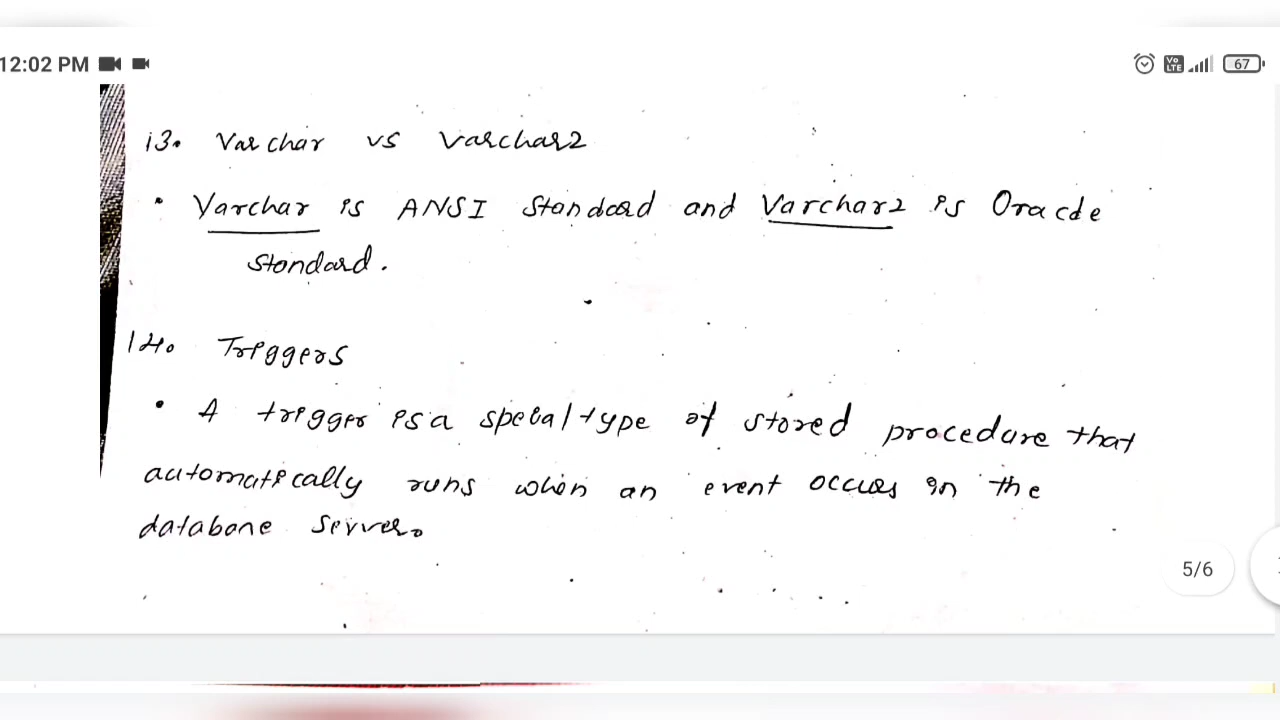 12:02 PM
Vo LTE
67
13. Varchar vs Varchar2
• Varchar is ANSI standard and Varchar2 is Oracle
standard.
14. Triggers
• A trigger is a special type of stored procedure that
automatically runs when an event occurs in the
database server.
5/6